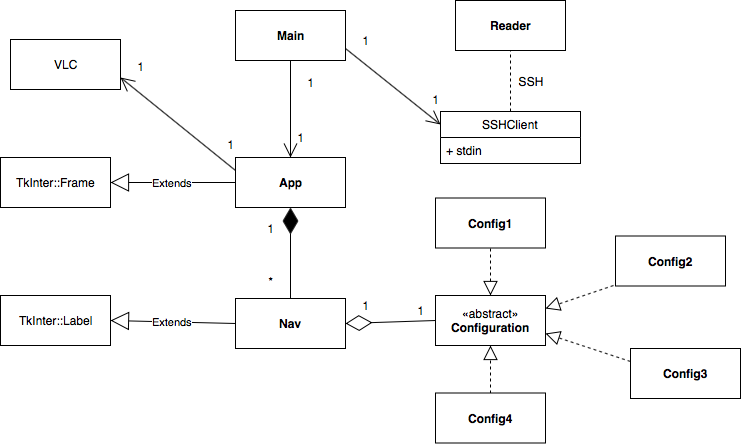 Reader
Main
1
VLC
1
SSH
1
1
SSHClient
+ stdin
1
1
TkInter::Frame
Extends
App
1
Config1
Config2
*
1
1
TkInter::Label
Extends
Nav
«abstract»
Configuration
Config3
Config4